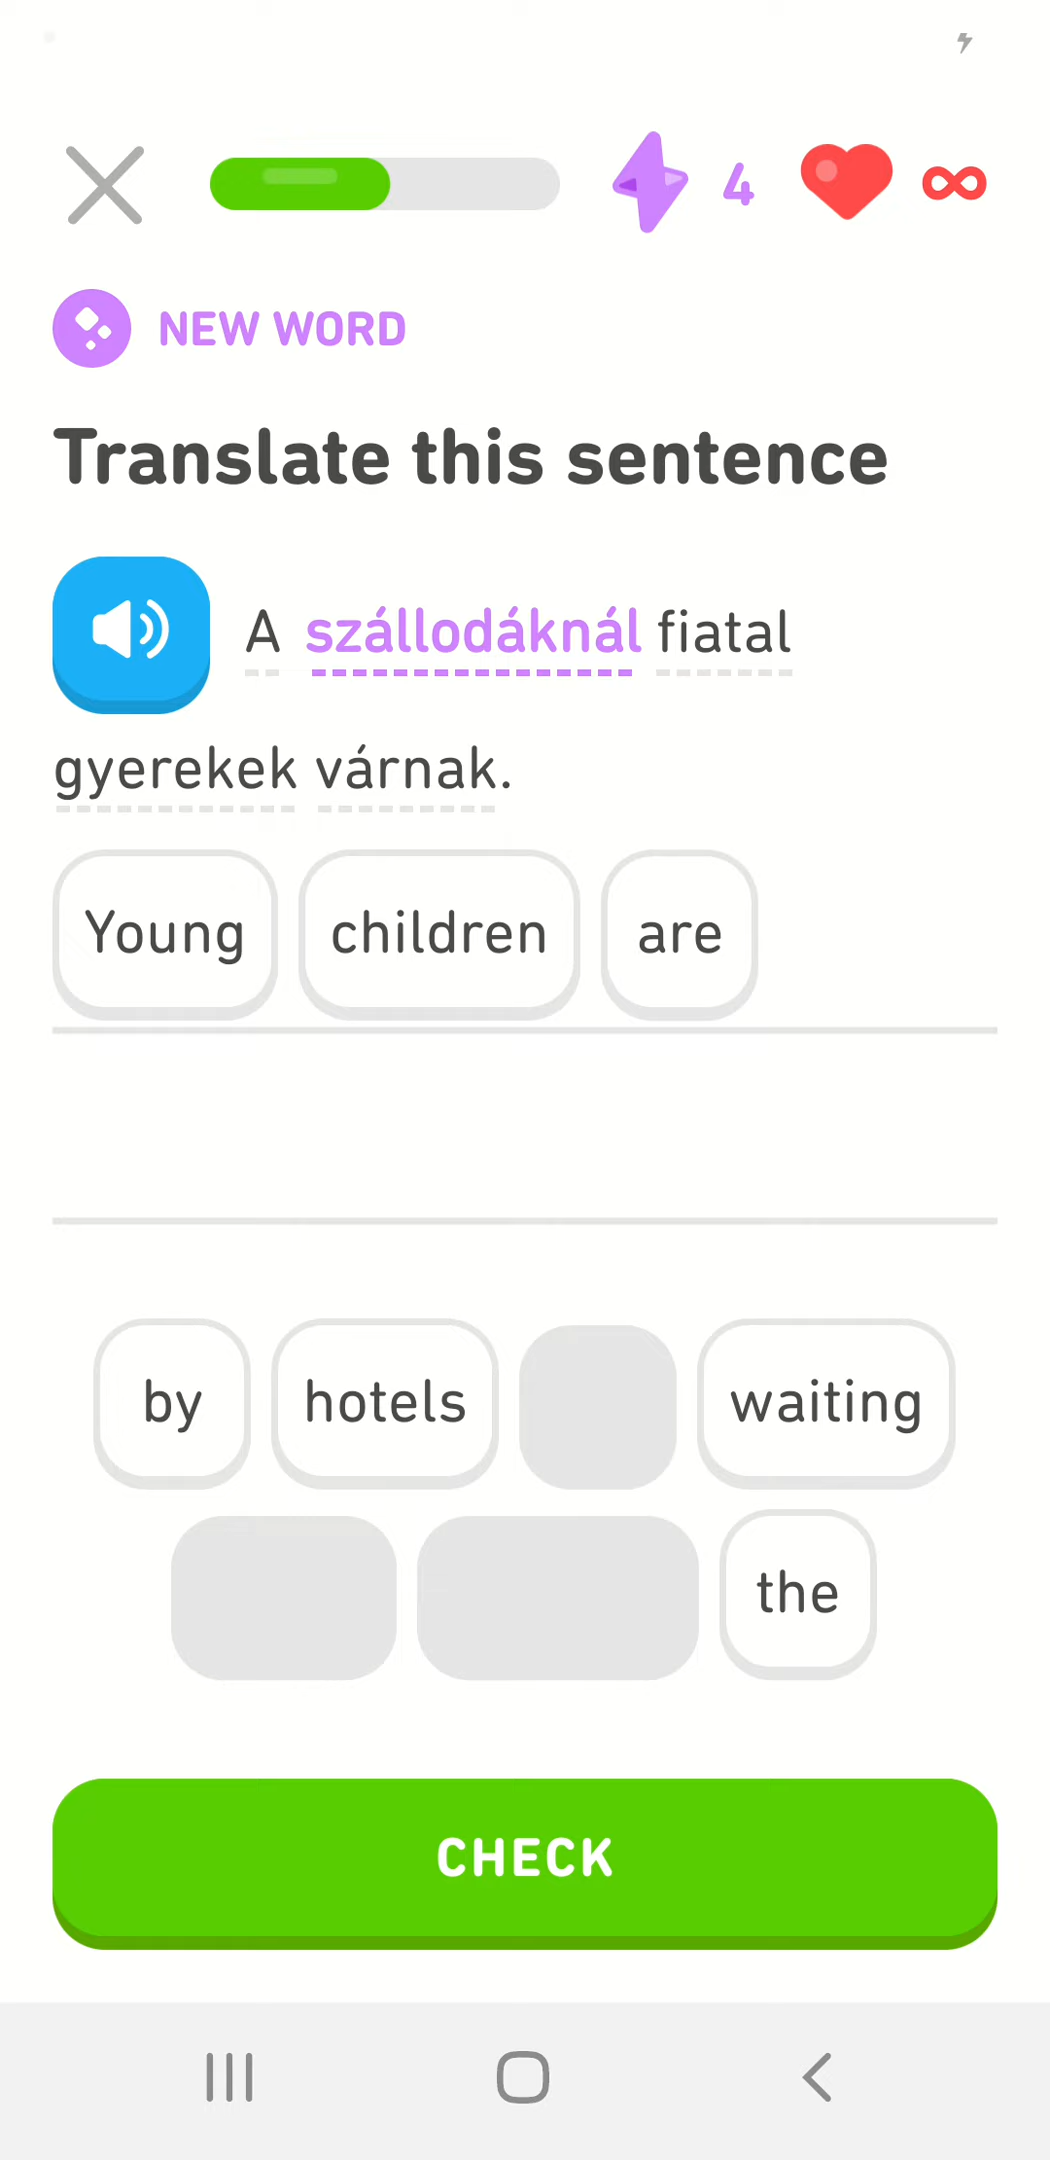 4 ∞
NEW WORD
Translate this sentence
A szállodáknál fiatal
gyerekek várnak.
Young children are
by hotels waiting
the
CHECK